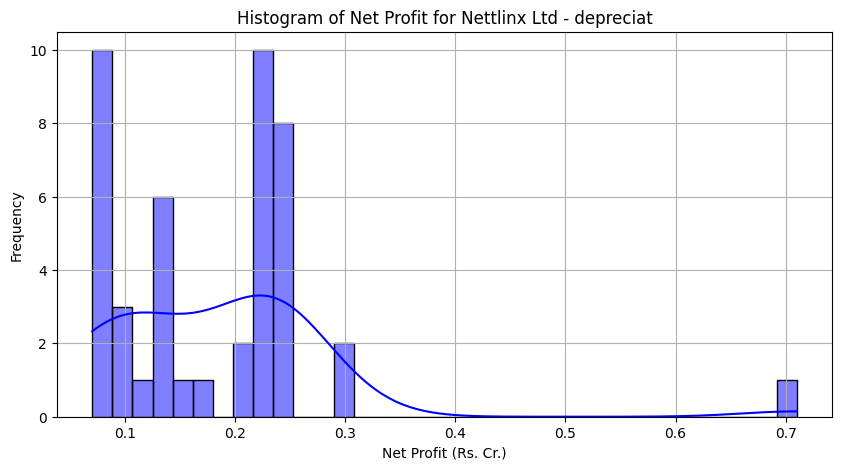 Histogram of Net Profit for Nettlinx Ltd - depreciat
10
8
6
4
2
0
Frequency
0.1 0.2 0.3 0.4 0.5 0.6 0.7
Net Profit (Rs. Cr.)